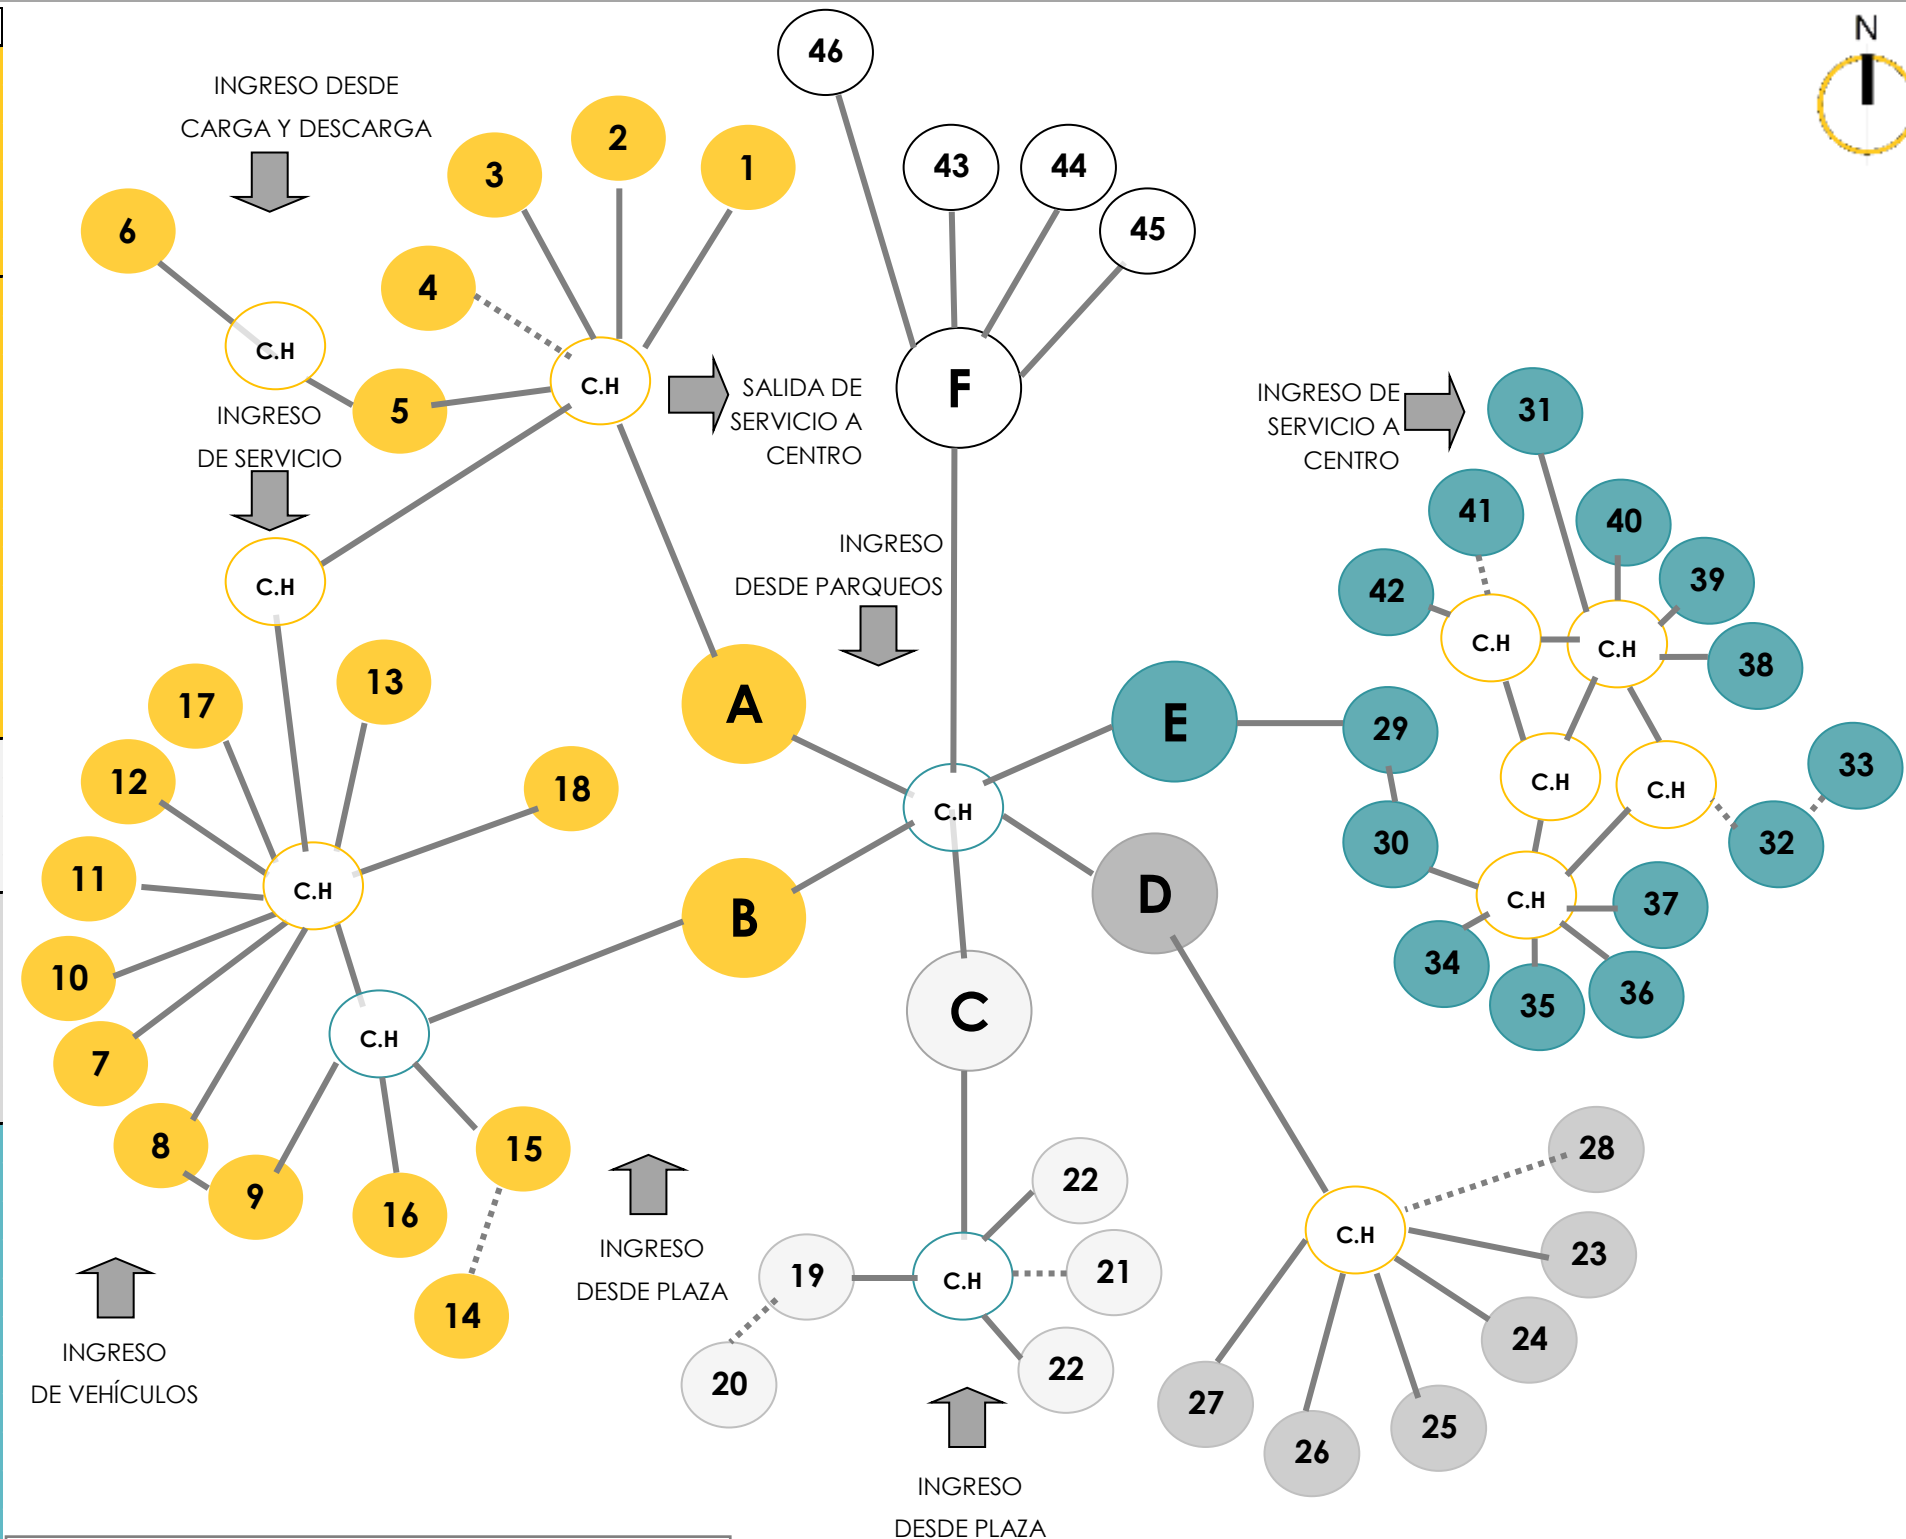 N
46
INGRESO DESDE
CARGA Y DESCARGA
3
2
1
43
44
45
6
4
C.H
5
C.H
F
SALIDA DE
SERVICIO A
CENTRO
INGRESO DE
SERVICIO A
CENTRO
31
INGRESO
DE SERVICIO
41
40
42
39
C.H
C.H
38
INGRESO
DESDE PARQUEOS
C.H
17
13
A
E
29
12
18
C.H
C.H
33
11
C.H
C.H
30
32
B
D
C.H
37
10
34
36
35
7
C.H
C
8
15
9
16
14
28
22
INGRESO
DESDE PLAZA
19
C.H
21
C.H
23
20
22
24
27
26
25
INGRESO
DE VEHÍCULOS
INGRESO
DESDE PLAZA